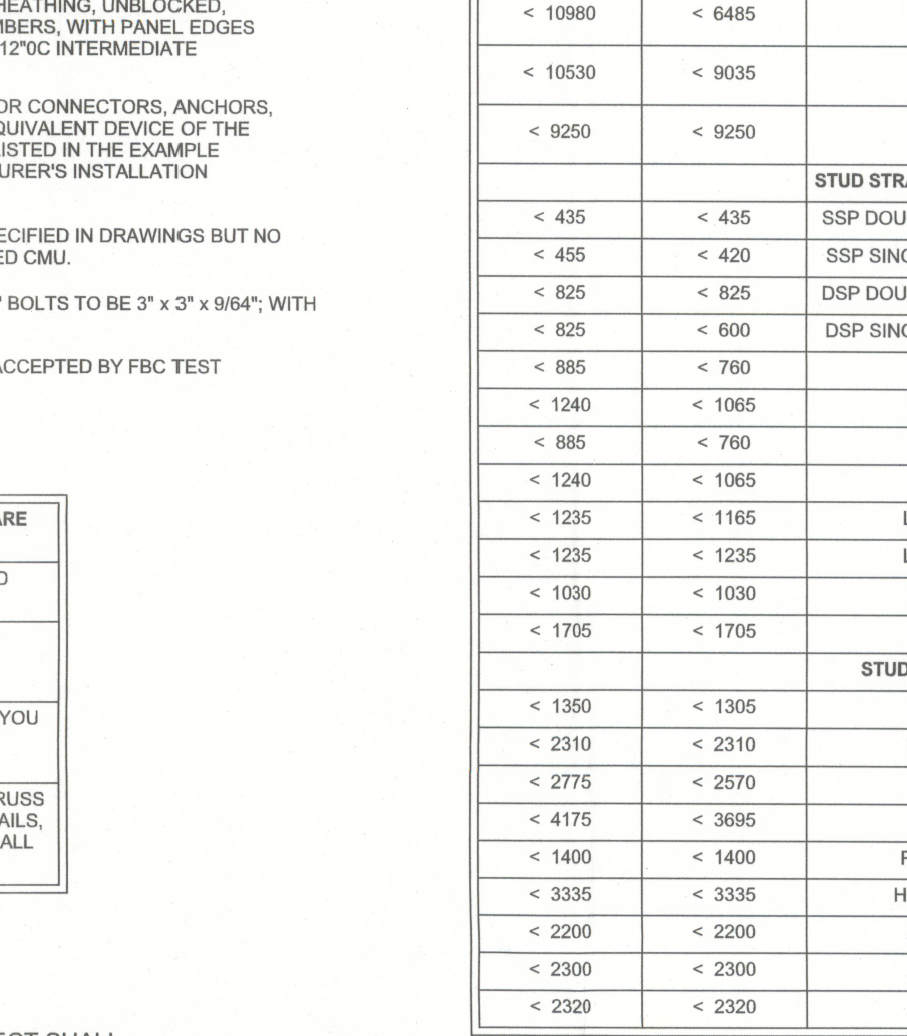 HEATHING, UNBLOCKED,
MBERS, WITH PANEL EDGES
12"0C INTERMEDIATE
OR CONNECTORS, ANCHORS,
QUIVALENT DEVICE OF THE
LISTED IN THE EXAMPLE
URER'S INSTALLATION
ECIFIED IN DRAWINGS BUT NO
ED CMU.
" BOLTS TO BE 3" x 3" x 9/64"; WITH
ACCEPTED BY FBC TEST
ARE
D
YOU
RUSS
AILS,
ALL
< 10980 < 6485
< 10530 < 9035
< 9250 < 9250
STUD STRA
< 435 < 435 SSP DOU
< 455 < 420 SSP SING
< 825 < 825 DSP DOU
< 825 < 600 DSP SING
< 885 < 760
< 1240 < 1065
< 885 < 760
< 1240 < 1065
< 1235 < 1165 L
< 1235 < 1235 L
< 1030 < 1030
< 1705 < 1705
STUD
< 1350 < 1305
< 2310 < 2310
< 2775 < 2570
< 4175 < 3695
< 1400 < 1400 P
< 3335 < 3335 H
< 2200 < 2200
< 2300 < 2300
< 2320 < 2320